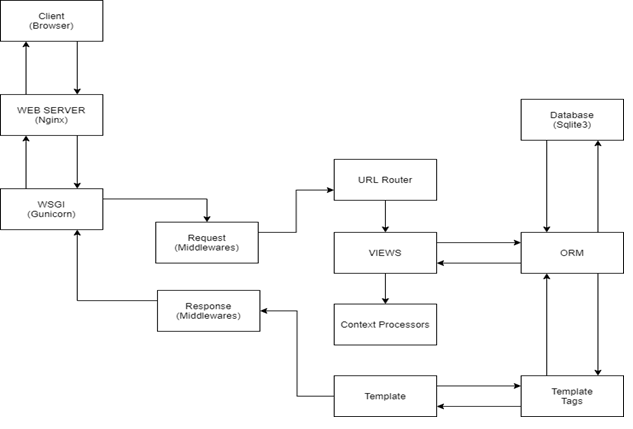 Client
(Browser)
WEB SERVER
(Nginx)
Database
(Sqlite3)
URL Router
WSGI
(Gunicorn)
Request
(Middlewares)
VIEWS
ORM
Response
(Middlewares)
Context Processors
Template
Template
Tags